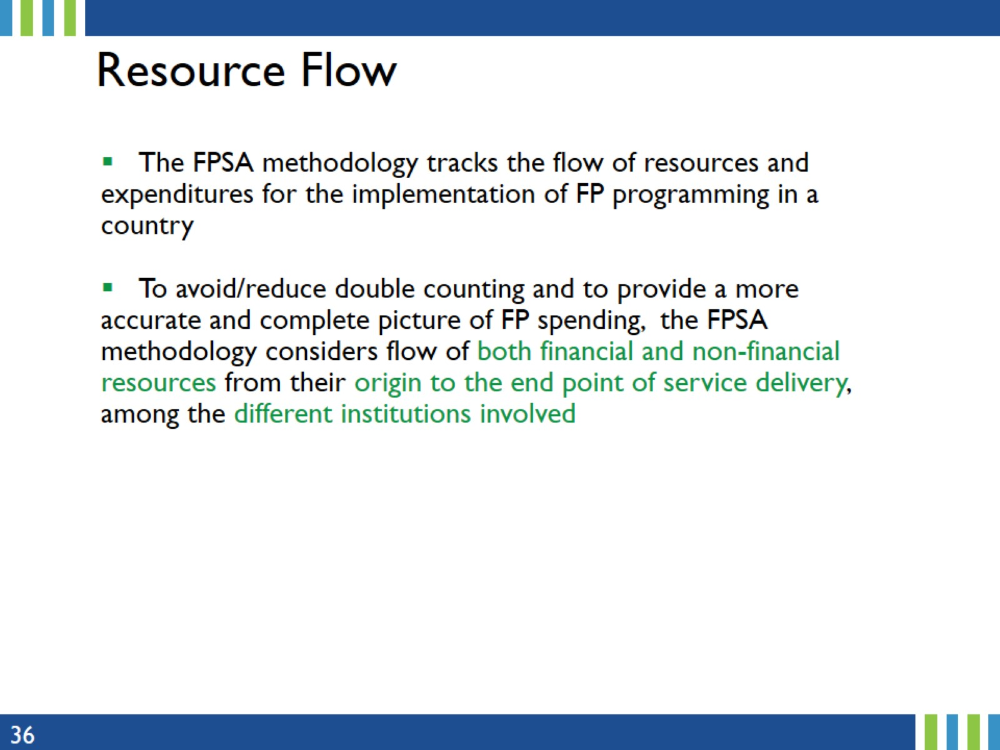 Resource Flow
▪ The FPSA methodology tracks the flow of resources and
expenditures for the implementation of FP programming in a
country
▪ To avoid/reduce double counting and to provide a more
accurate and complete picture of FP spending,  the FPSA
methodology considers flow of both financial and non-financial
resources from their origin to the end point of service delivery,
among the different institutions involved
36